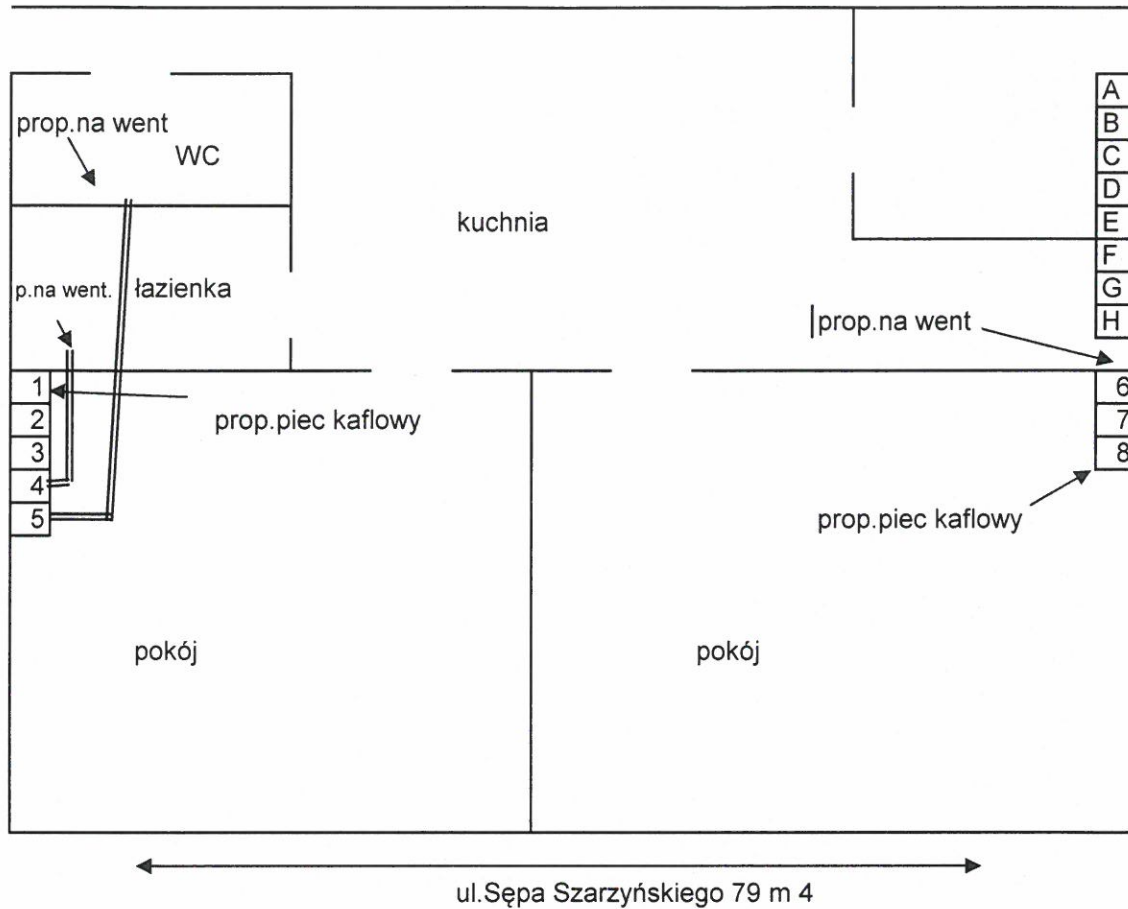 A
B
C
D
E
F
G
H
prop.na went
WC
kuchnia
p.na went.
łazienka
prop.na went
1
2
3
4
5
prop.piec kaflowy
6
7
8
prop.piec kaflowy
pokój
pokój
ul.Sępa Szarzyńskiego 79 m 4